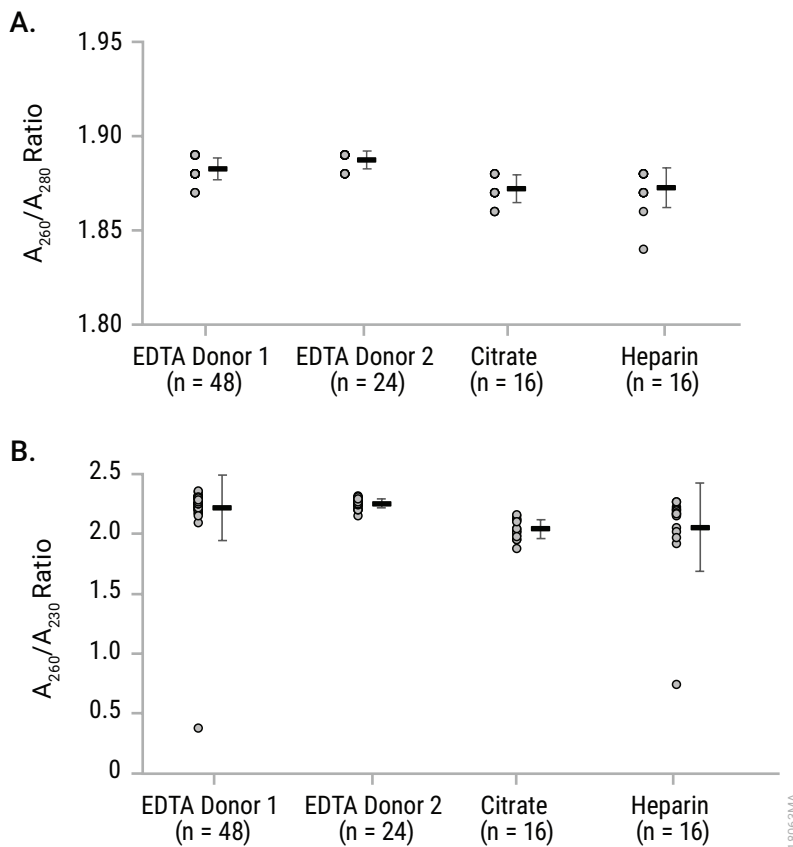 A.
A260/A280 Ratio
1.95
1.90
1.85
1.80
EDTA Donor 1 EDTA Donor 2 Citrate Heparin
(n = 48) (n = 24) (n = 16) (n = 16)
B.
A260/A230 Ratio
2.5
2.0
1.5
1.0
0.5
0
EDTA Donor 1 EDTA Donor 2 Citrate Heparin
(n = 48) (n = 24) (n = 16) (n = 16)